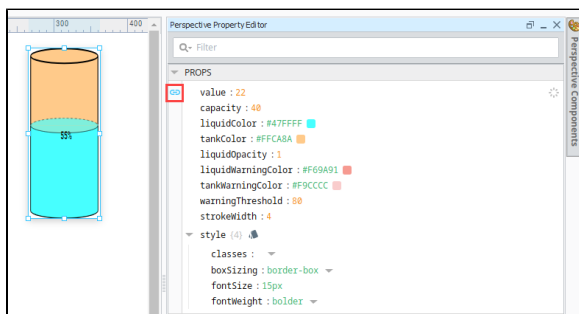 300 400
Perspective Property Editor
Filter
PROPS
value : 22
capacity : 40
liquidColor : #47FFFF
tankColor : #FFCA8A
liquidOpacity : 1
liquidWarningColor : #F69A91
tankWarningColor : #F9CCCC
warningThreshold : 80
strokeWidth : 4
style (4)
classes :
boxSizing : border-box
fontSize : 15px
fontWeight : bolder
55%
Perspective Components